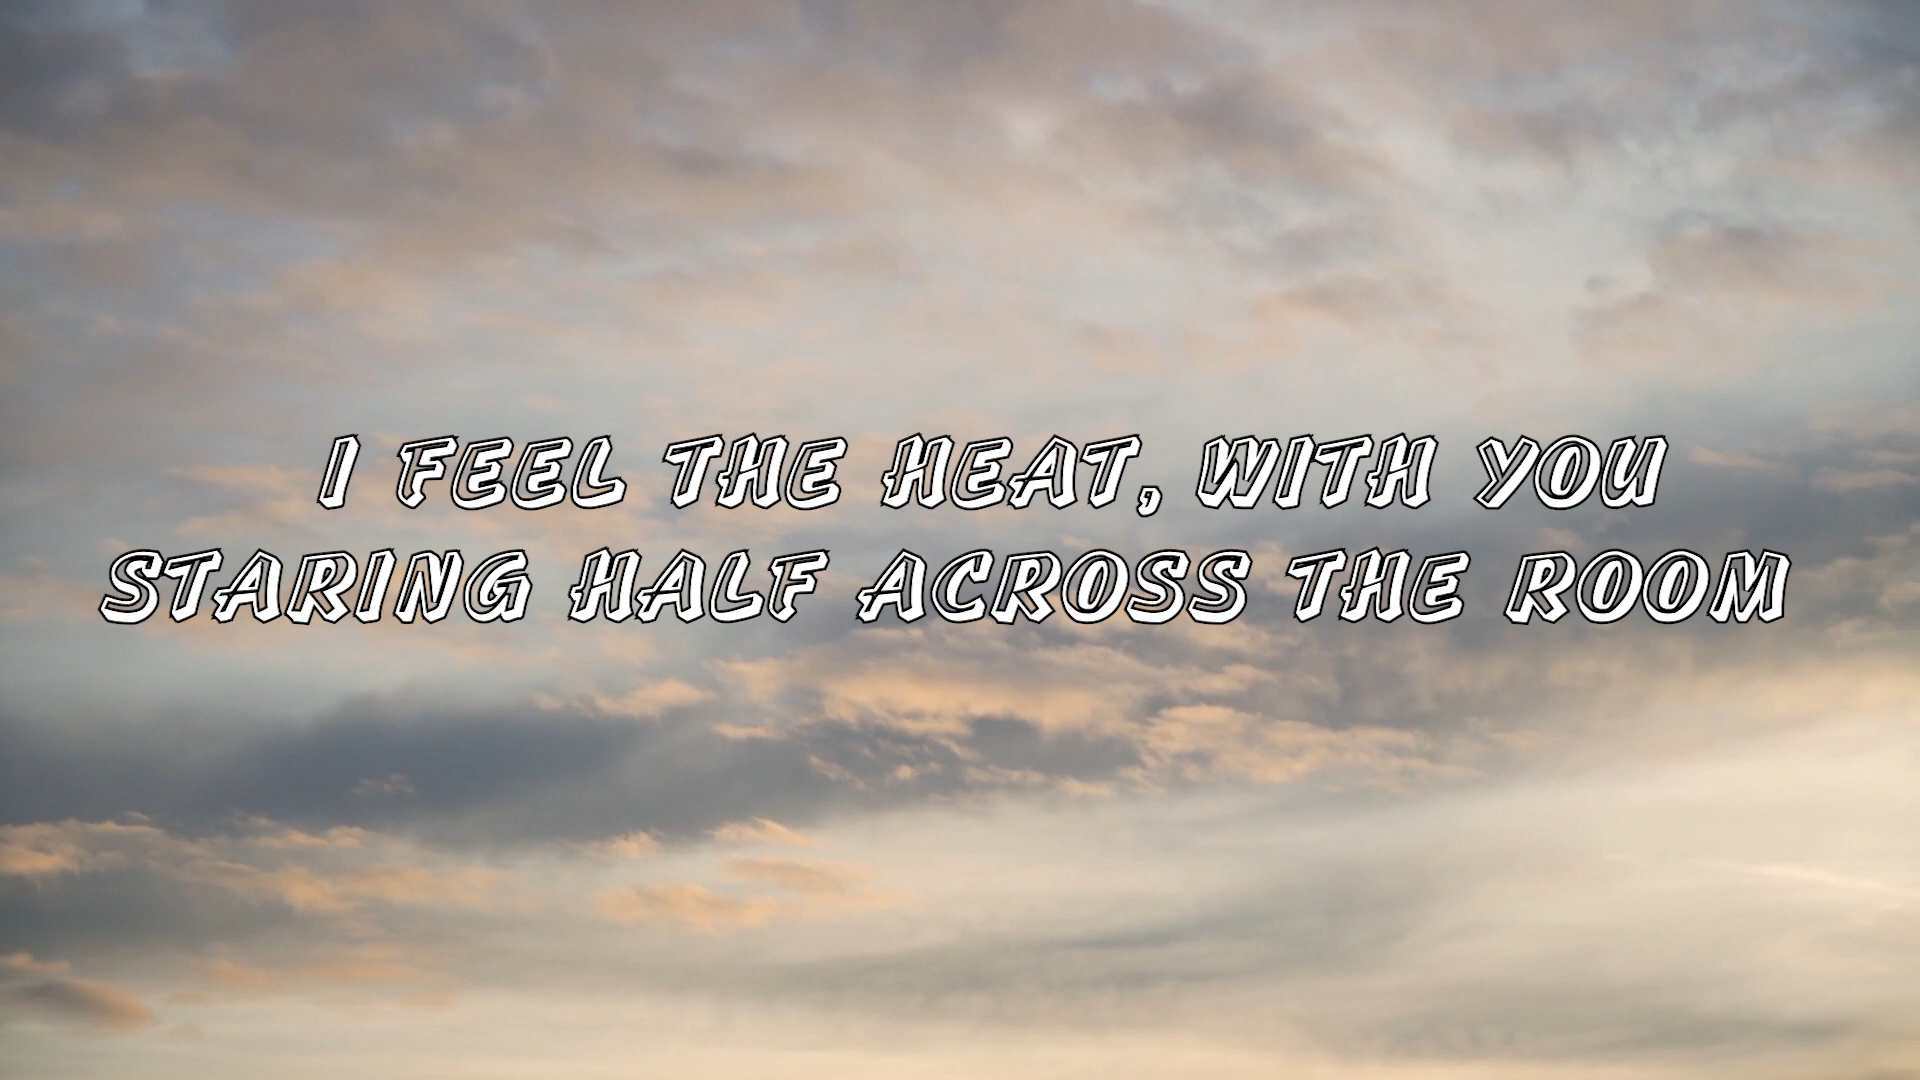 I FEEL THE HEAT, WITH YOU
STARING HALF ACROSS THE ROOM